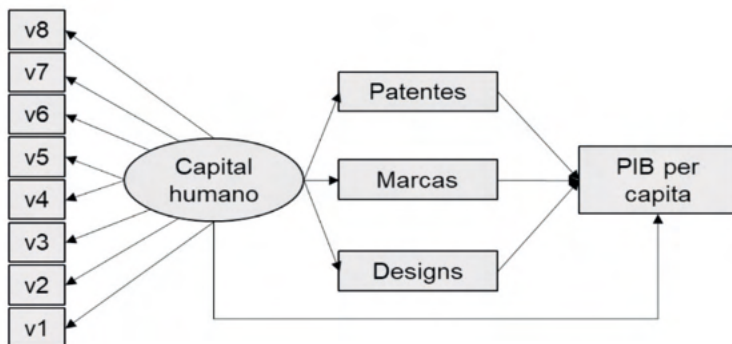 v8
v7
v6
v5
v4
v3
v2
v1
Capital
humano
Patentes
Marcas
Designs
PIB per
capita